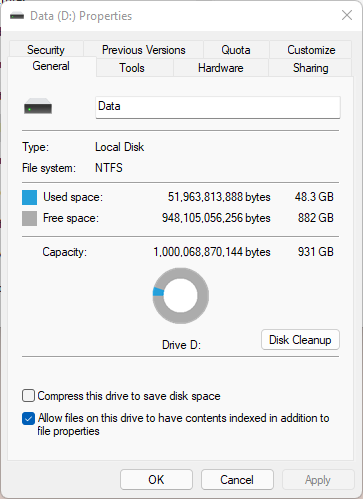 Data (D:) Properties
Security Previous Versions Quota Customize
General Tools Hardware Sharing
Data
Type: Local Disk
File system: NTFS
Used space: 51,963,813,888 bytes 48.3 GB
Free space: 948,105,056,256 bytes 882 GB
Capacity: 1,000,068,870,144 bytes 931 GB
Drive D: Disk Cleanup
Compress this drive to save disk space
Allow files on this drive to have contents indexed in addition to
file properties
OK Cancel Apply